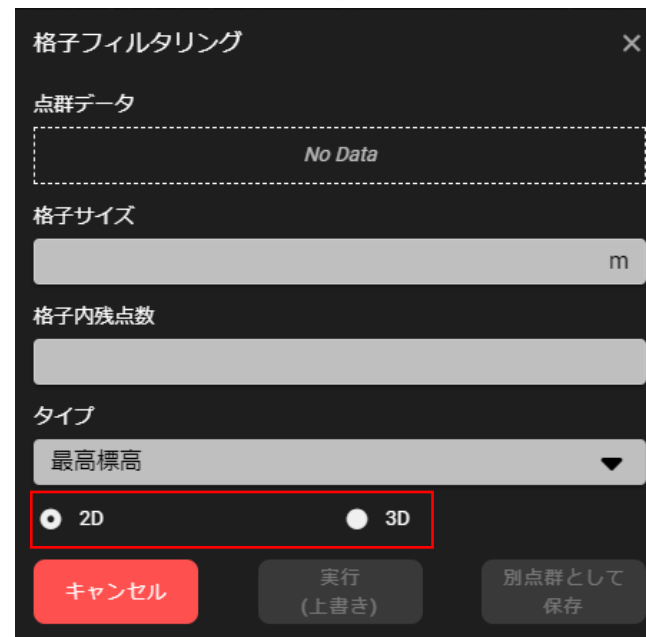 格子フィルタリング ×
点群データ
No Data
格子サイズ
m
格子内残点数
タイプ
最高標高
2D 3D
キャンセル
実行
(上書き)
別点群として
保存